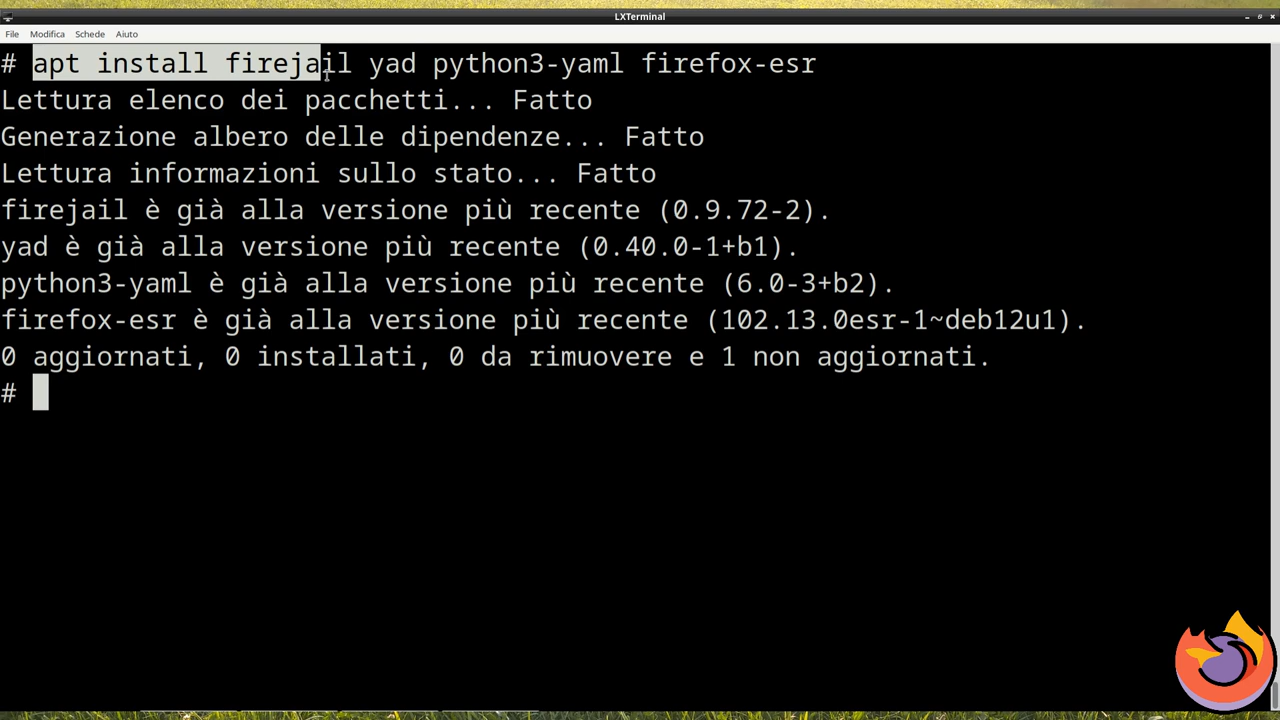 LXTerminal
File Modifica Schede Aiuto
# apt install firejail yad python3-yaml firefox-esr
Lettura elenco dei pacchetti... Fatto
Generazione albero delle dipendenze... Fatto
Lettura informazioni sullo stato... Fatto
firejail è già alla versione più recente (0.9.72-2).
yad è già alla versione più recente (0.40.0-1+b1).
python3-yaml è già alla versione più recente (6.0-3+b2).
firefox-esr è già alla versione più recente (102.13.0esr-1~deb12u1).
0 aggiornati, 0 installati, 0 da rimuovere e 1 non aggiornati.
#